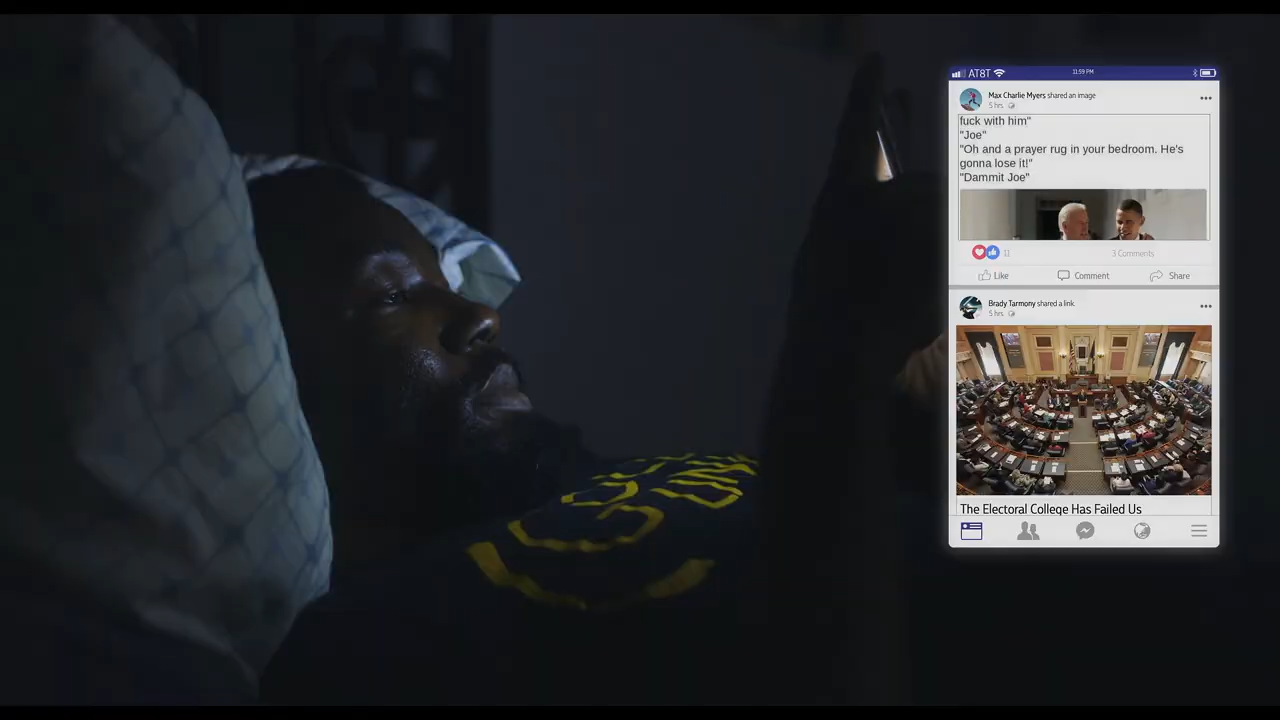 AT8T
11:59 PM
Max Charlie Myers shared an image
5 hrs.
fuck with him"
"Joe"
"Oh and a prayer rug in your bedroom. He's
gonna lose it!"
"Dammit Joe"
11
3 Comments
Like
Comment
Share
Brady Tarmony shared a link.
5 hrs.
The Electoral College Has Failed Us